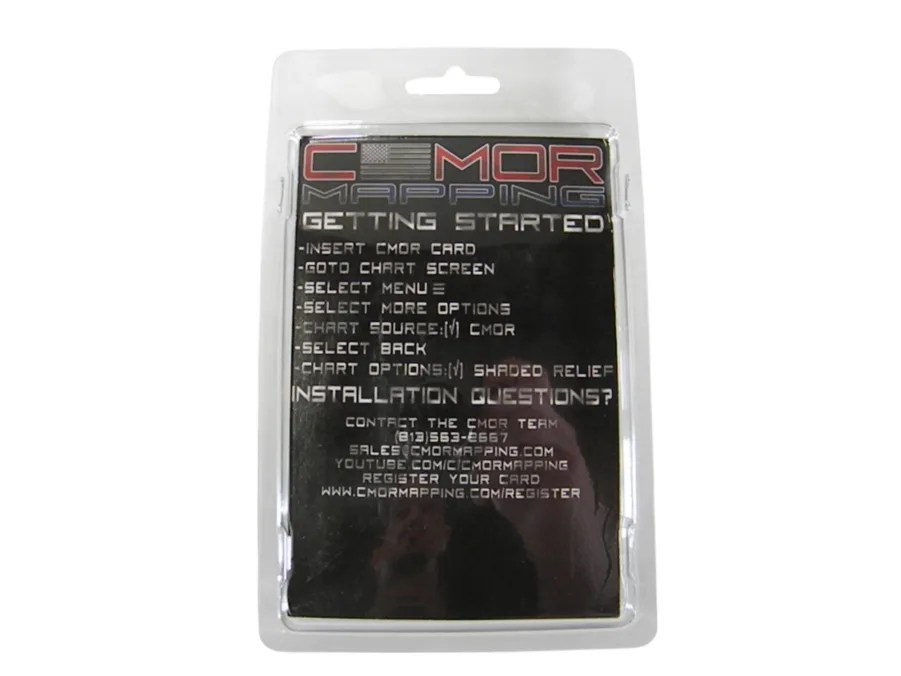 CMOR
MAPPING
GETTING STARTED
-INSERT CMOR CARD
-GOTO CHART SCREEN
-SELECT MENU ☰
-SELECT MORE OPTIONS
-CHART SOURCE:[√] CMOR
-SELECT BACK
-CHART OPTIONS:[√] SHADED RELIEF
INSTALLATION QUESTIONS?
CONTACT THE CMOR TEAM
(813)563-2667
SALES@CMORMAPPING.COM
YOUTUBE.COM/C/CMORMAPPING
REGISTER YOUR CARD
WWW.CMORMAPPING.COM/REGISTER